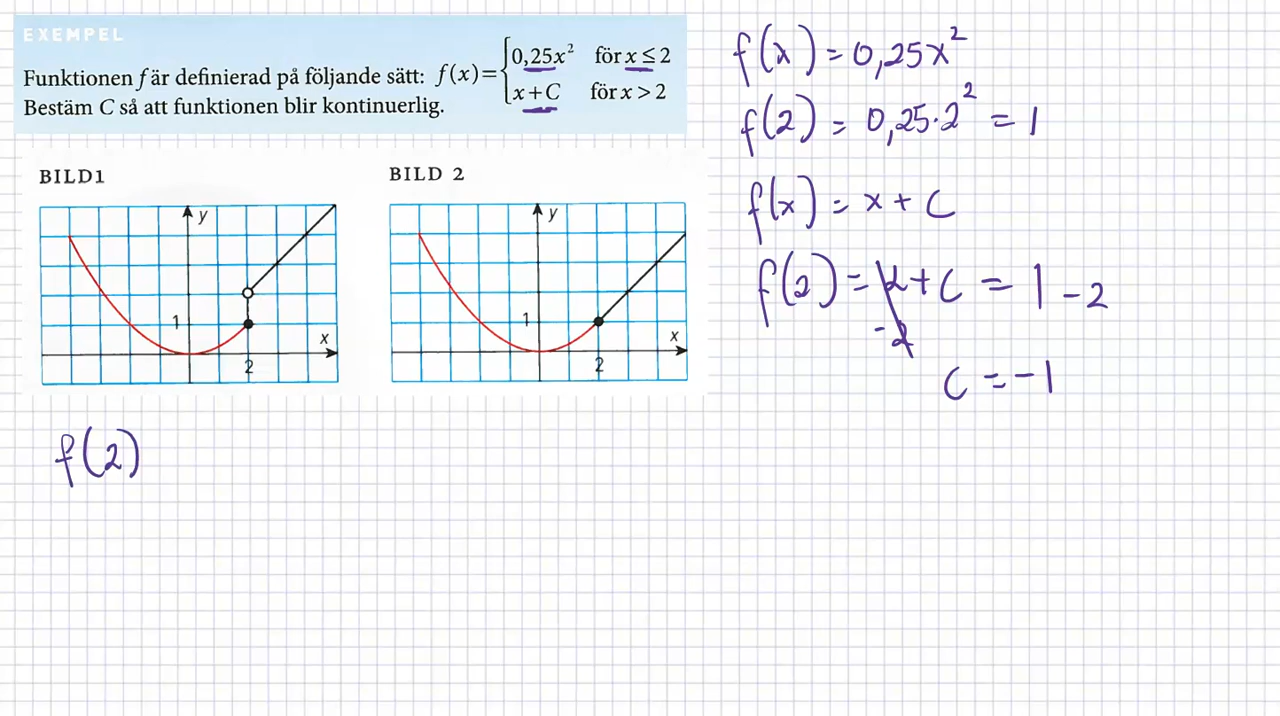 EXEMPEL
Funktionen f är definierad på följande sätt: f(x) = { 0,25x² för x ≤ 2
x + C för x > 2
Bestäm C så att funktionen blir kontinuerlig.
BILD1
y
1
x
2
BILD 2
y
1
x
2
f(2)
f(x) = 0,25x²
f(2) = 0,25·2² = 1
f(x) = x + C
f(2) = 2 + C = 1 - 2
-2
C = -1